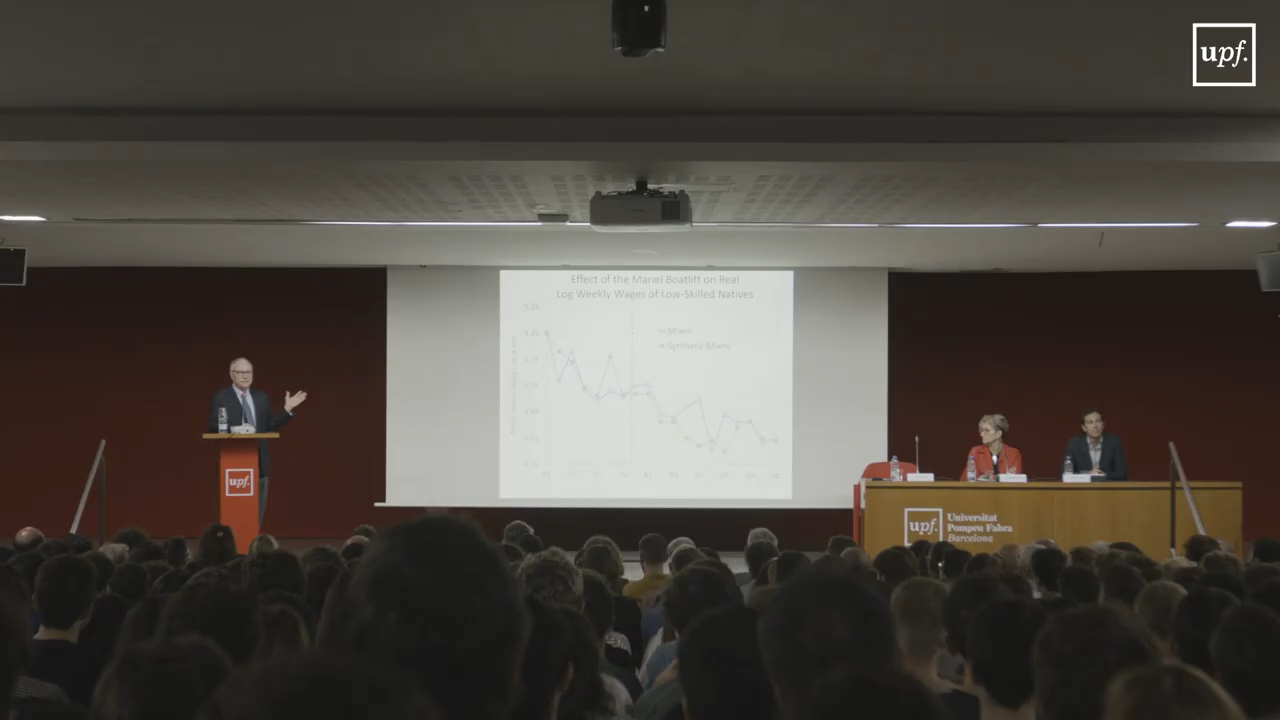 upf.
Effect of the Mariel Boatlift on Real
Log Weekly Wages of Low-Skilled Natives
Miami
Synthetic Miami
upf.
upf.
Universitat
Pompeu Fabra
Barcelona